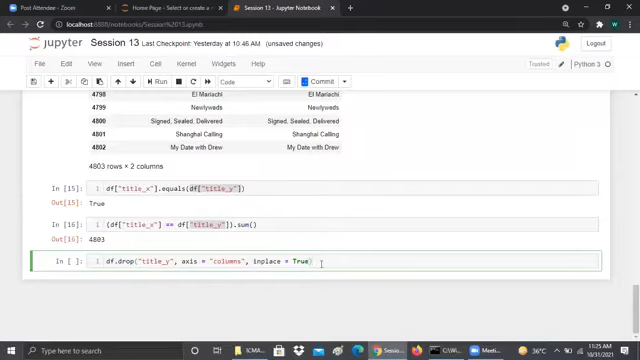 Post Attendee
Home Page - Select or create a n
Session 13 - Jupyter Notebook
localhost:8888/notebooks/Session%2013.ipynb
jupyter Session 13 Last Checkpoint: Yesterday at 10:46 AM (unsaved changes)
Logout
File Edit View Insert Cell Kernel Widgets Help
Trusted
Python 3
Run
Code
Commit
4798 El Mariachi El Mariachi
4799 Newlyweds Newlyweds
4800 Signed, Sealed, Delivered Signed, Sealed, Delivered
4801 Shanghai Calling Shanghai Calling
4802 My Date with Drew My Date with Drew
4803 rows × 2 columns
In [15] 1 df["title_x"].equals(df["title_y"])
Out[15] True
In [16] 1 (df["title_x"] == df["title_y"]).sum()
Out[16] 4803
In [ ]: 1 df.drop("title_y", axis = "columns", inplace = True)
Type here to search
ICMA...
Sessio...
C:\Wi...
Meeti...
36°C
11:25 AM
10/31/2021